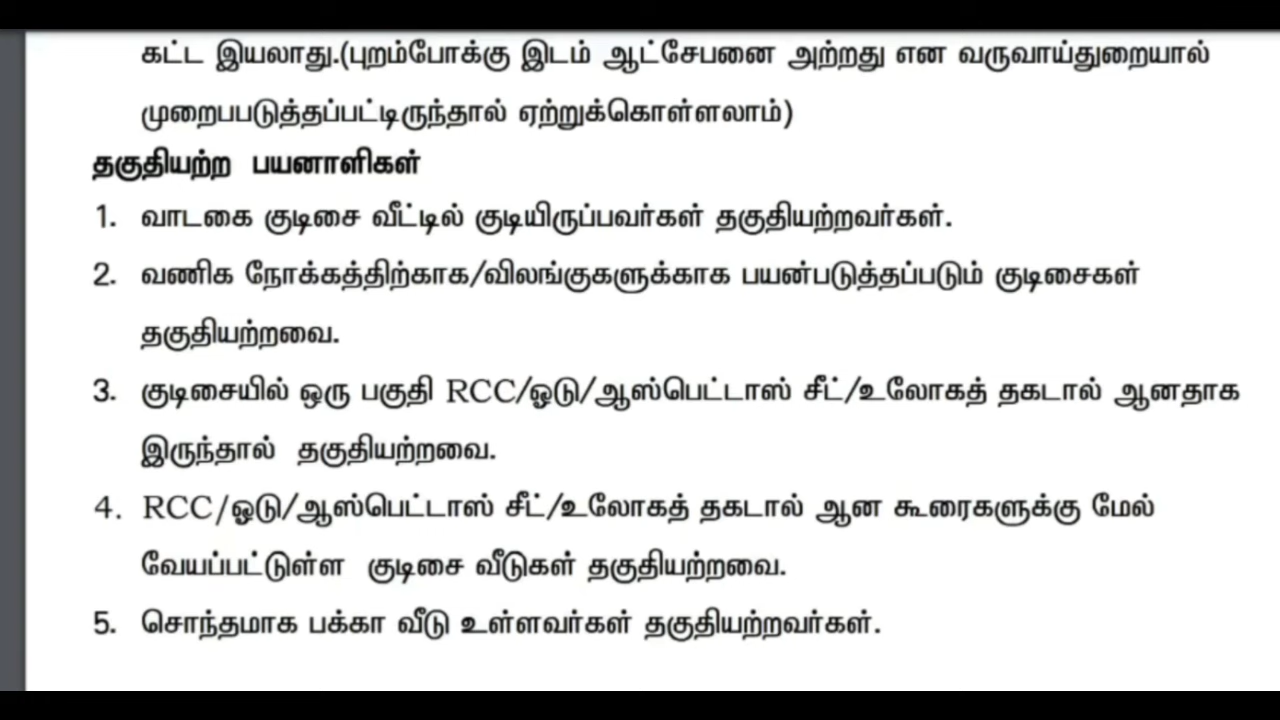 கட்ட இயலாது.(புறம்போக்கு இடம் ஆட்சேபனை அற்றது என வருவாய்துறையால்
முறைபபடுத்தப்பட்டிருந்தால் ஏற்றுக்கொள்ளலாம்)
தகுதியற்ற பயனாளிகள்
1. வாடகை குடிசை வீட்டில் குடியிருப்பவர்கள் தகுதியற்றவர்கள்.
2. வணிக நோக்கத்திற்காக/விலங்குகளுக்காக பயன்படுத்தப்படும் குடிசைகள்
தகுதியற்றவை.
3. குடிசையில் ஒரு பகுதி RCC/ஓடு/ஆஸ்பெட்டாஸ் சீட்/உலோகத் தகடால் ஆனதாக
இருந்தால் தகுதியற்றவை.
4. RCC/ஓடு/ஆஸ்பெட்டாஸ் சீட்/உலோகத் தகடால் ஆன கூரைகளுக்கு மேல்
வேயப்பட்டுள்ள குடிசை வீடுகள் தகுதியற்றவை.
5. சொந்தமாக பக்கா வீடு உள்ளவர்கள் தகுதியற்றவர்கள்.